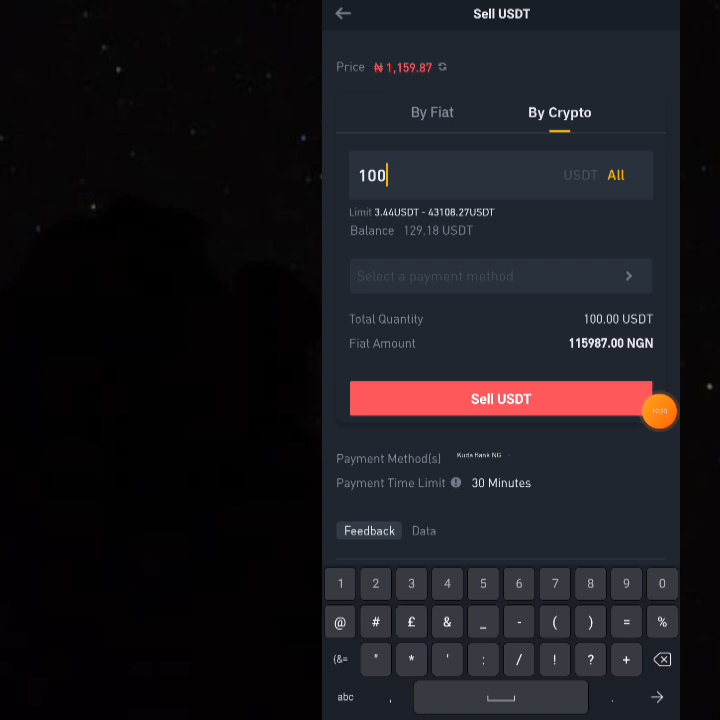 Sell USDT
Price ₦ 1,159.87
By Fiat By Crypto
100 USDT All
Limit 3.44USDT - 43108.27USDT
Balance 129.18 USDT
Select a payment method
Total Quantity 100.00 USDT
Fiat Amount 115987.00 NGN
Sell USDT
Payment Method(s) Kuda Bank NG
Payment Time Limit 30 Minutes
Feedback Data
1 2 3 4 5 6 7 8 9 0
@ # £ & _ - ( ) = %
{&= " * ' : / ! ? +
abc , .